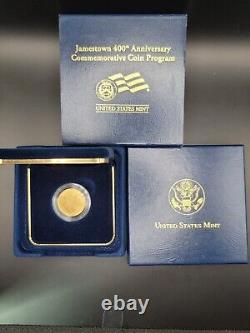 Jamestown 400th Anniversary
Commemorative Coin Program
UNITED STATES MINT
UNITED STATES MINT